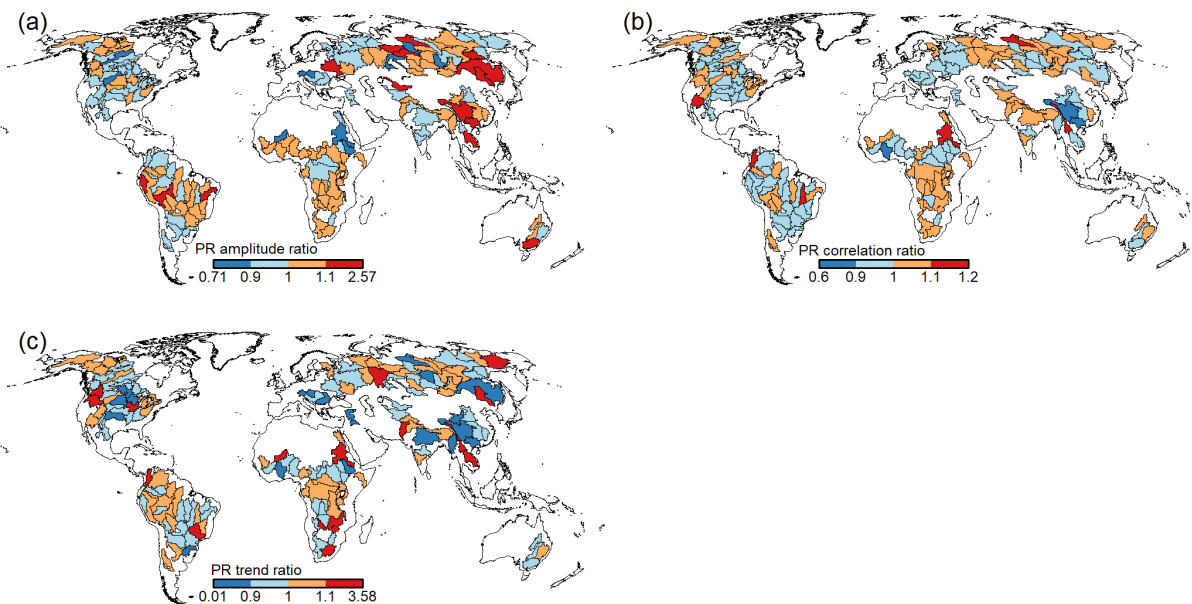 (a)
PR amplitude ratio
- 0.71 0.9 1 1.1 2.57
(b)
PR correlation ratio
0.6 0.9 1 1.1 1.2
(c)
PR trend ratio
- 0.01 0.9 1 1.1 3.58